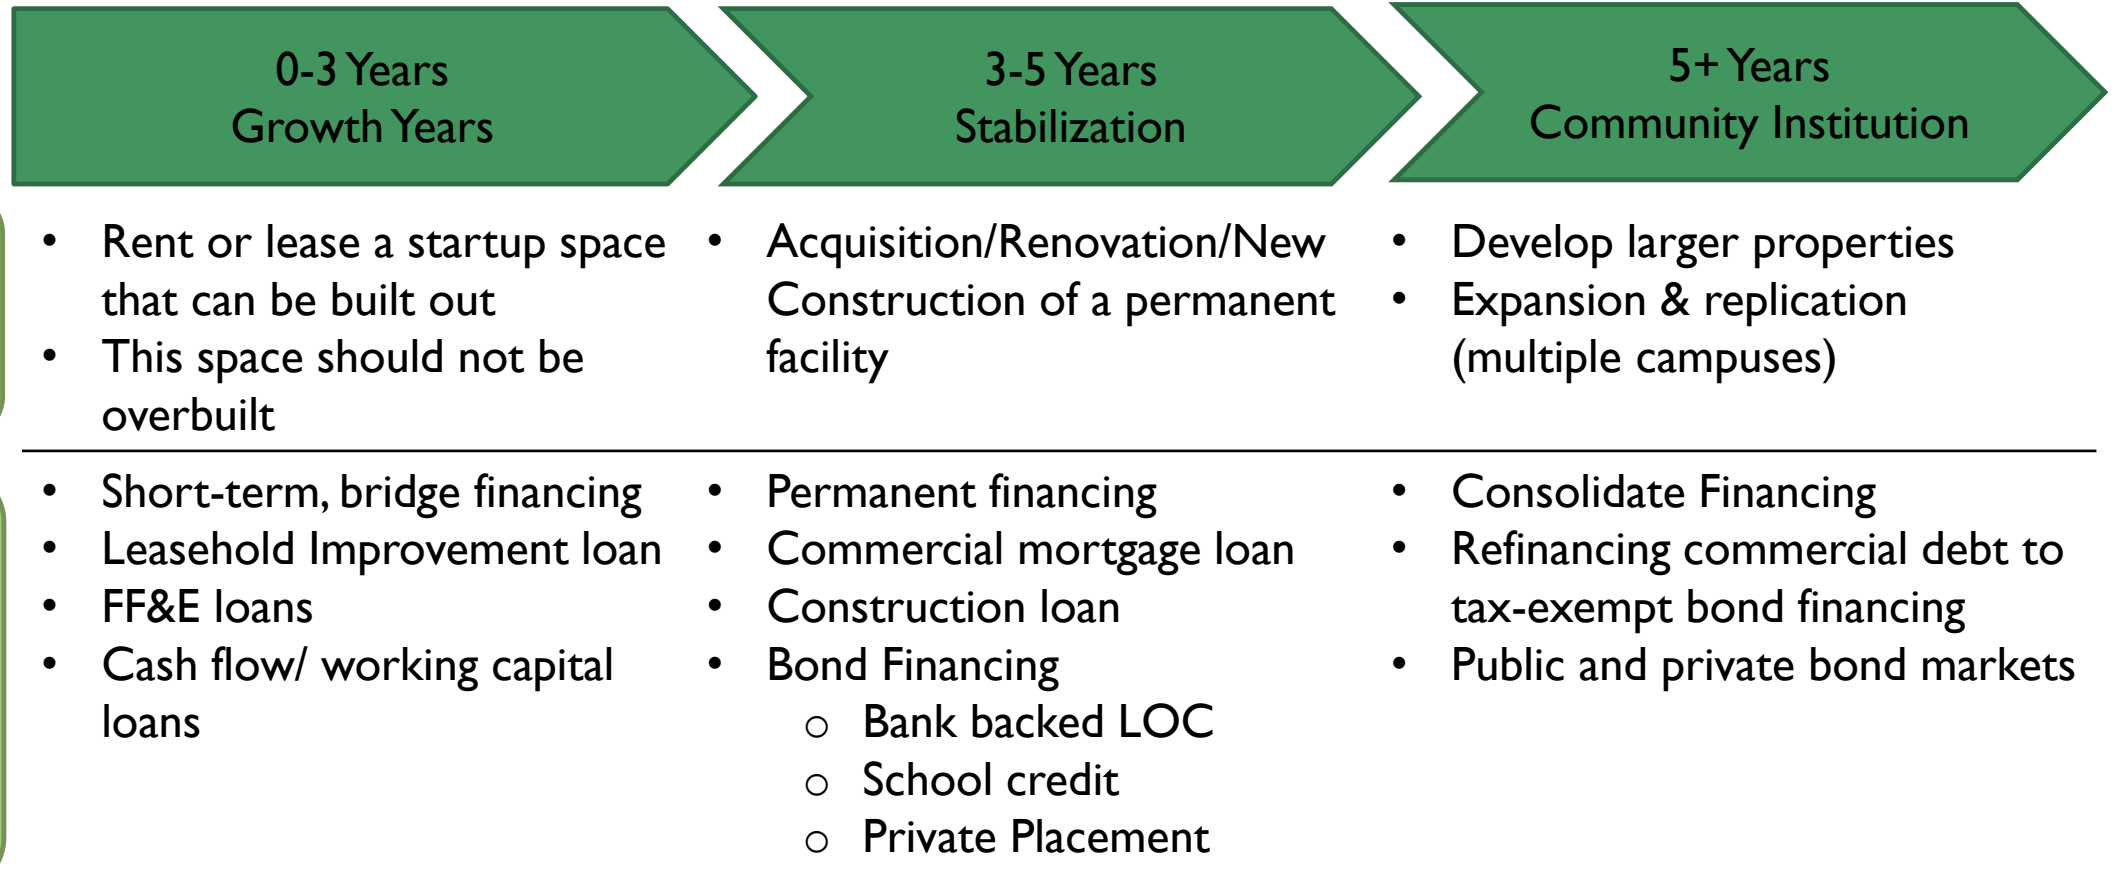 0-3 Years
Growth Years
3-5 Years
Stabilization
5+ Years
Community Institution
• Rent or lease a startup space
that can be built out
• This space should not be
overbuilt
• Acquisition/Renovation/New
Construction of a permanent
facility
• Develop larger properties
• Expansion & replication
(multiple campuses)
• Short-term, bridge financing
• Leasehold Improvement loan
• FF&E loans
• Cash flow/ working capital
loans
• Permanent financing
• Commercial mortgage loan
• Construction loan
• Bond Financing
o Bank backed LOC
o School credit
o Private Placement
• Consolidate Financing
• Refinancing commercial debt to
tax-exempt bond financing
• Public and private bond markets